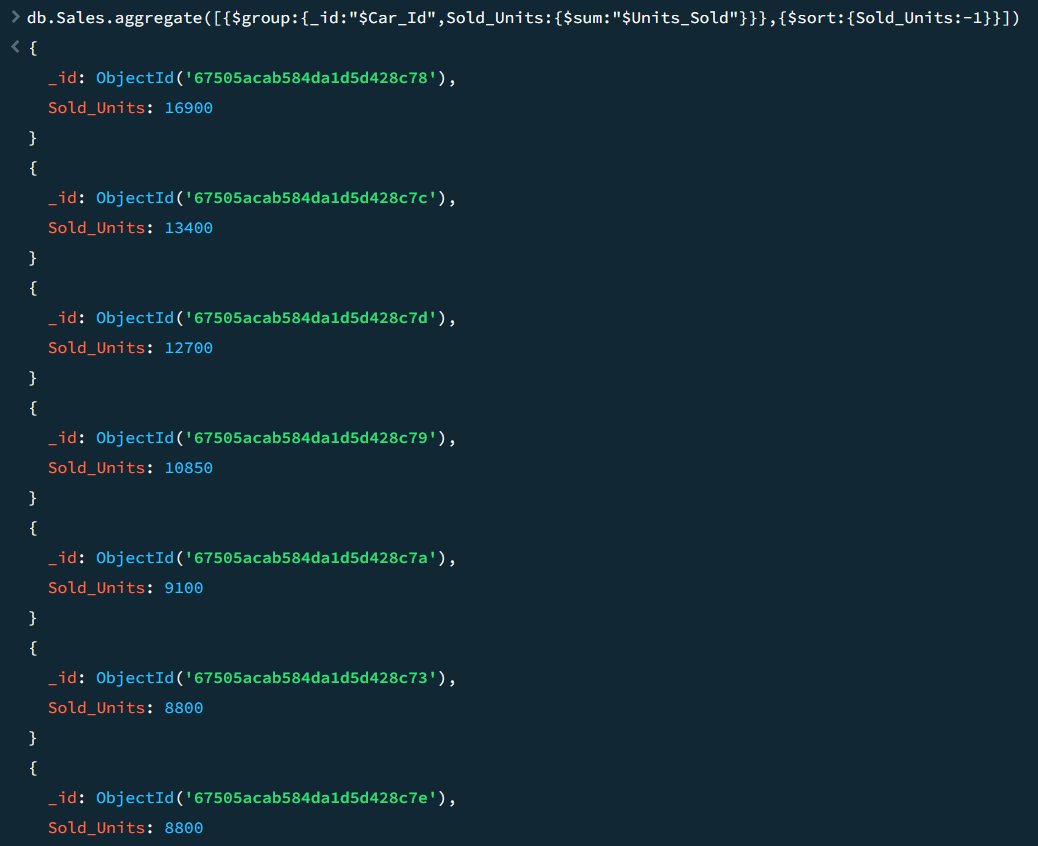 > db.Sales.aggregate([{$group:{_id:"$Car_Id",Sold_Units:{$sum:"$Units_Sold"}}},{$sort:{Sold_Units:-1}}])
< {
_id: ObjectId('67505acab584da1d5d428c78'),
Sold_Units: 16900
}
{
_id: ObjectId('67505acab584da1d5d428c7c'),
Sold_Units: 13400
}
{
_id: ObjectId('67505acab584da1d5d428c7d'),
Sold_Units: 12700
}
{
_id: ObjectId('67505acab584da1d5d428c79'),
Sold_Units: 10850
}
{
_id: ObjectId('67505acab584da1d5d428c7a'),
Sold_Units: 9100
}
{
_id: ObjectId('67505acab584da1d5d428c73'),
Sold_Units: 8800
}
{
_id: ObjectId('67505acab584da1d5d428c7e'),
Sold_Units: 8800